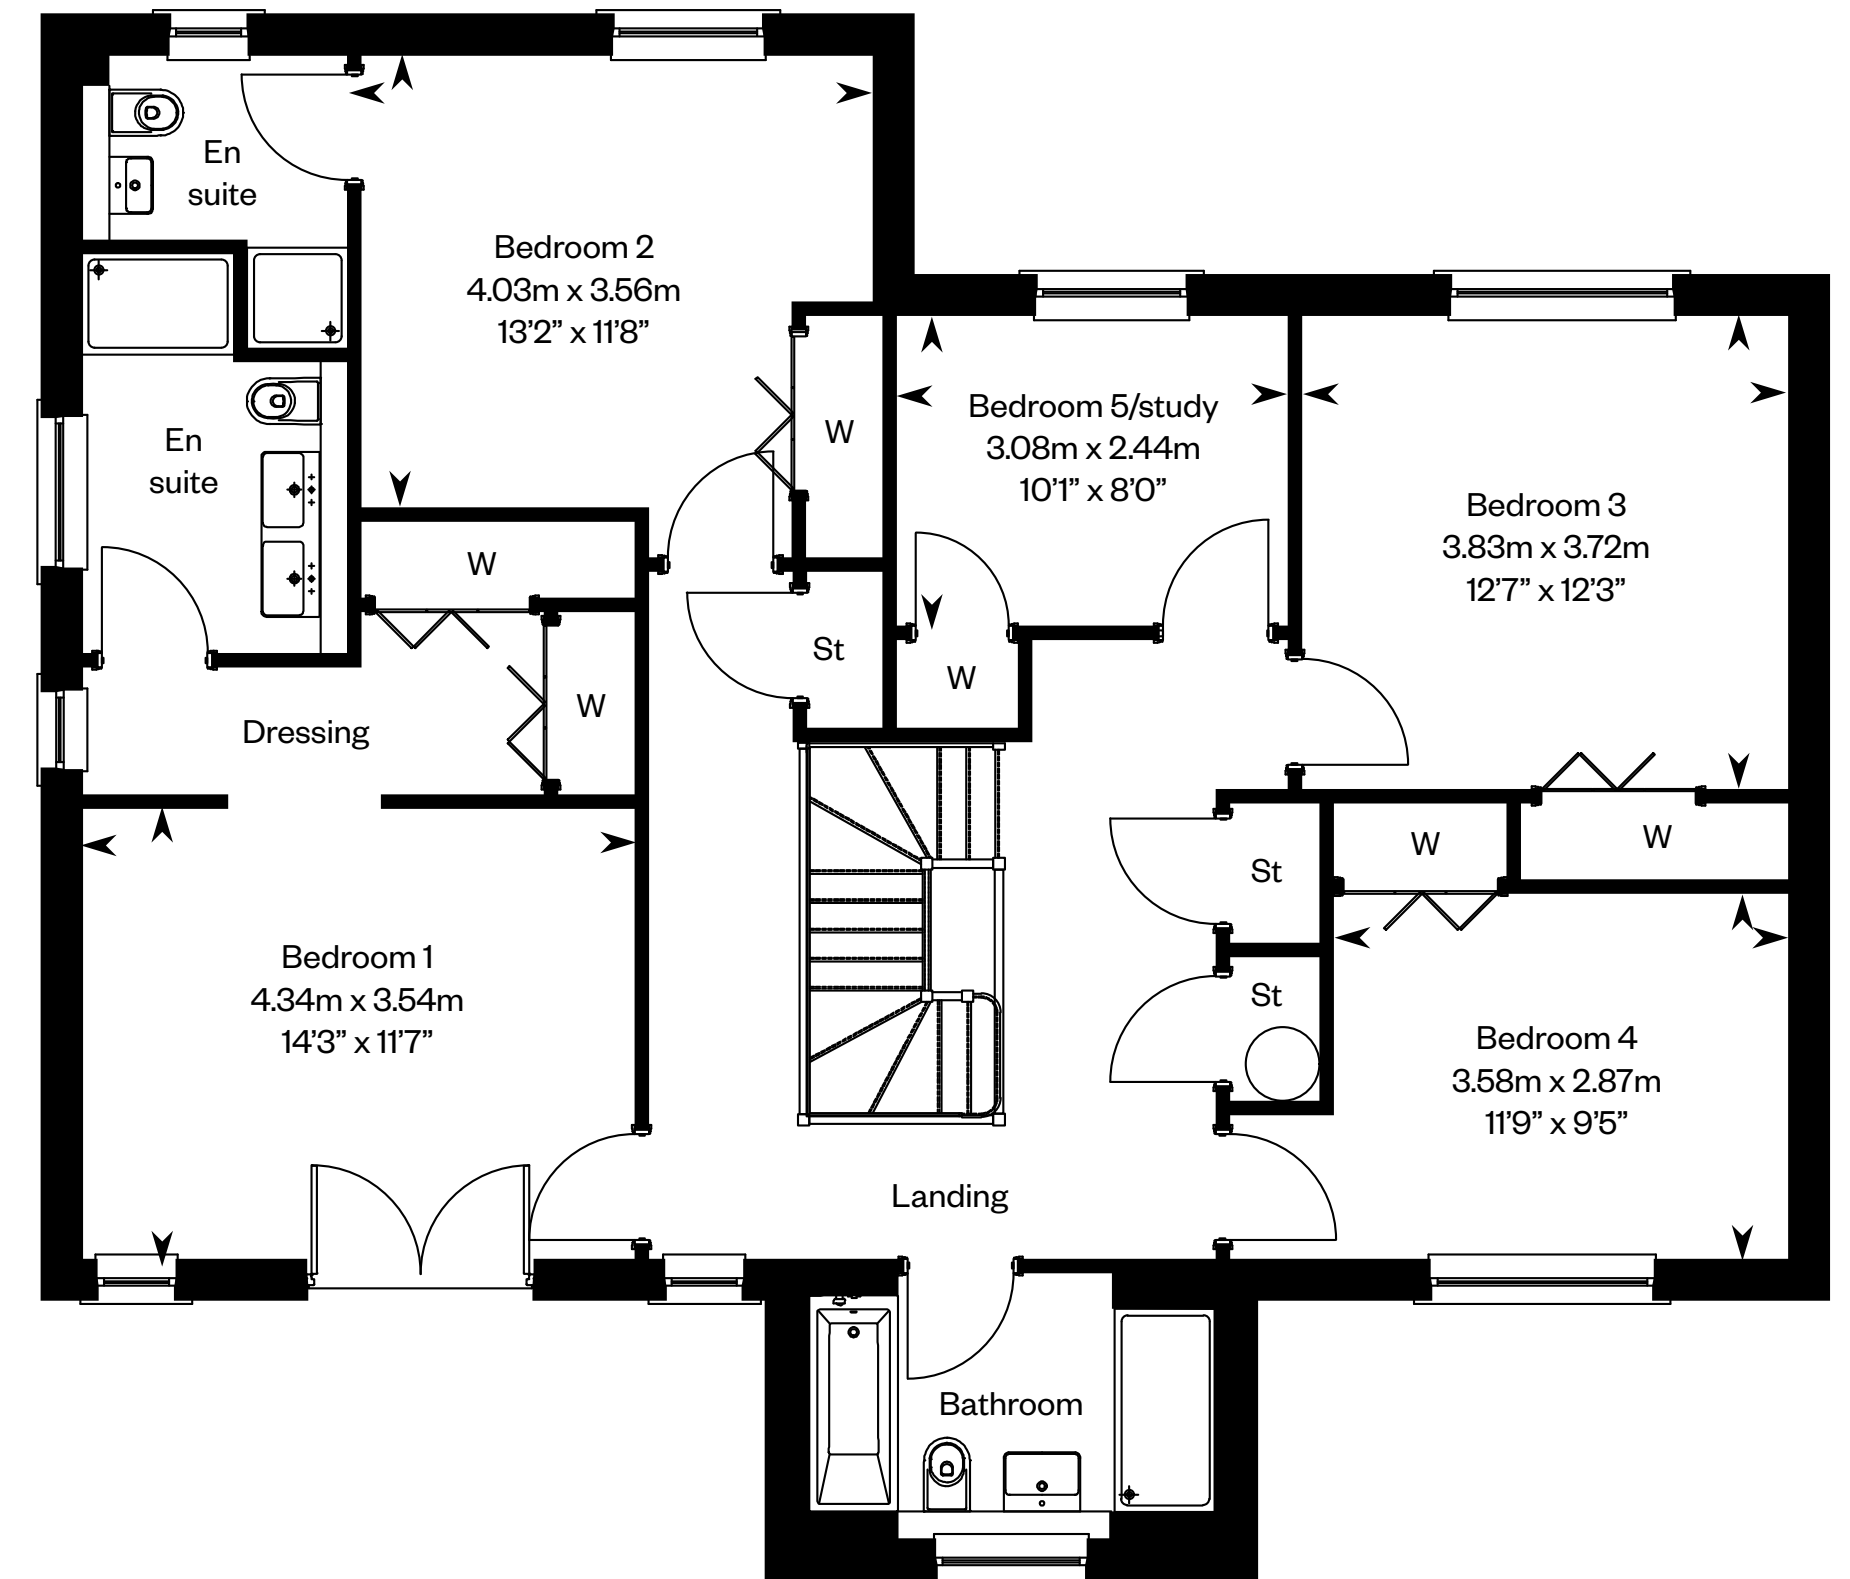 En
suite
Bedroom 2
4.03m x 3.56m
13’2” x 11’8”
W
Bedroom 5/study
3.08m x 2.44m
10’1” x 8’0”
Bedroom 3
3.83m x 3.72m
12’7” x 12’3”
En
suite
W
St
W
W
Dressing
W
W
St
Bedroom 1
4.34m x 3.54m
14’3” x 11’7”
St
Bedroom 4
3.58m x 2.87m
11’9” x 9’5”
Landing
Bathroom